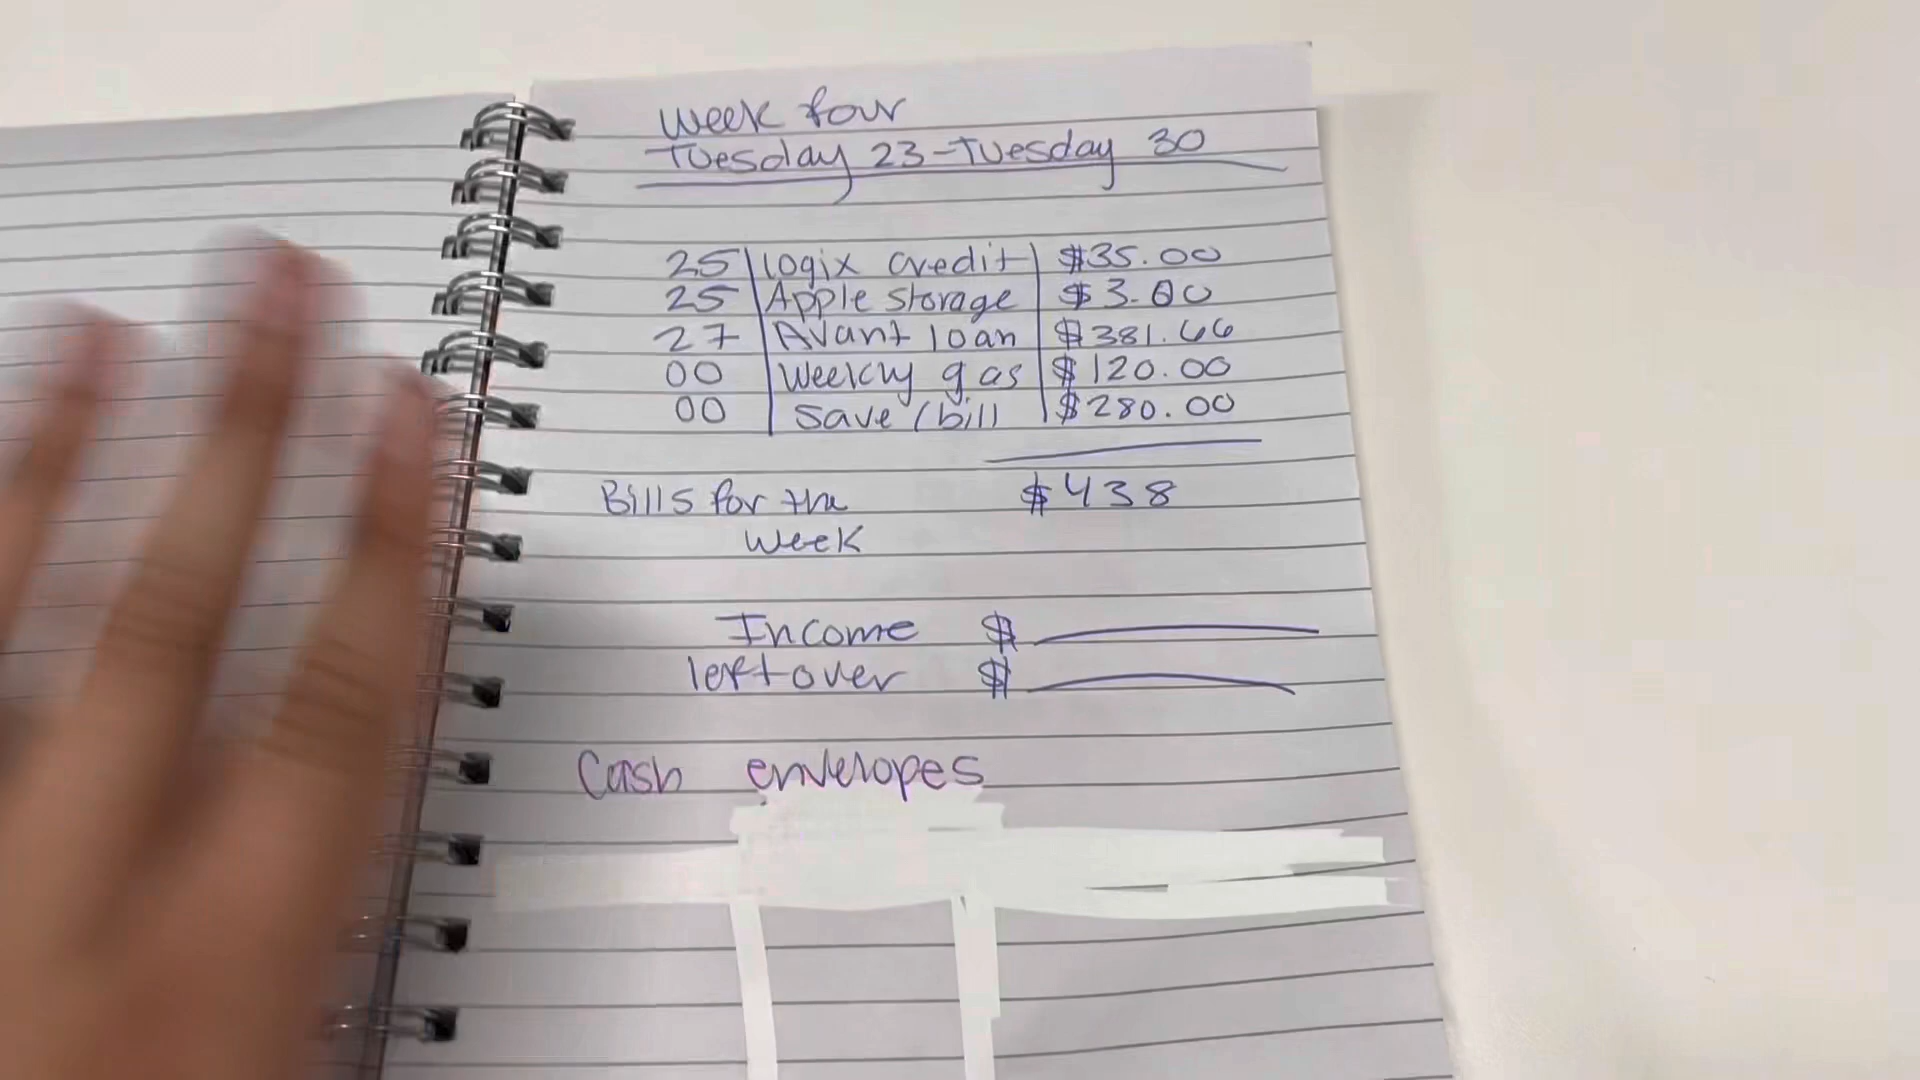 Week four
Tuesday 23-Tuesday 30
25 Logix credit $35.00
25 Apple storage $3.00
27 Avant loan $381.66
00 Weekly gas $120.00
00 Save / bill $280.00
Bills for the $438
week
Income $
leftover $
Cash envelopes